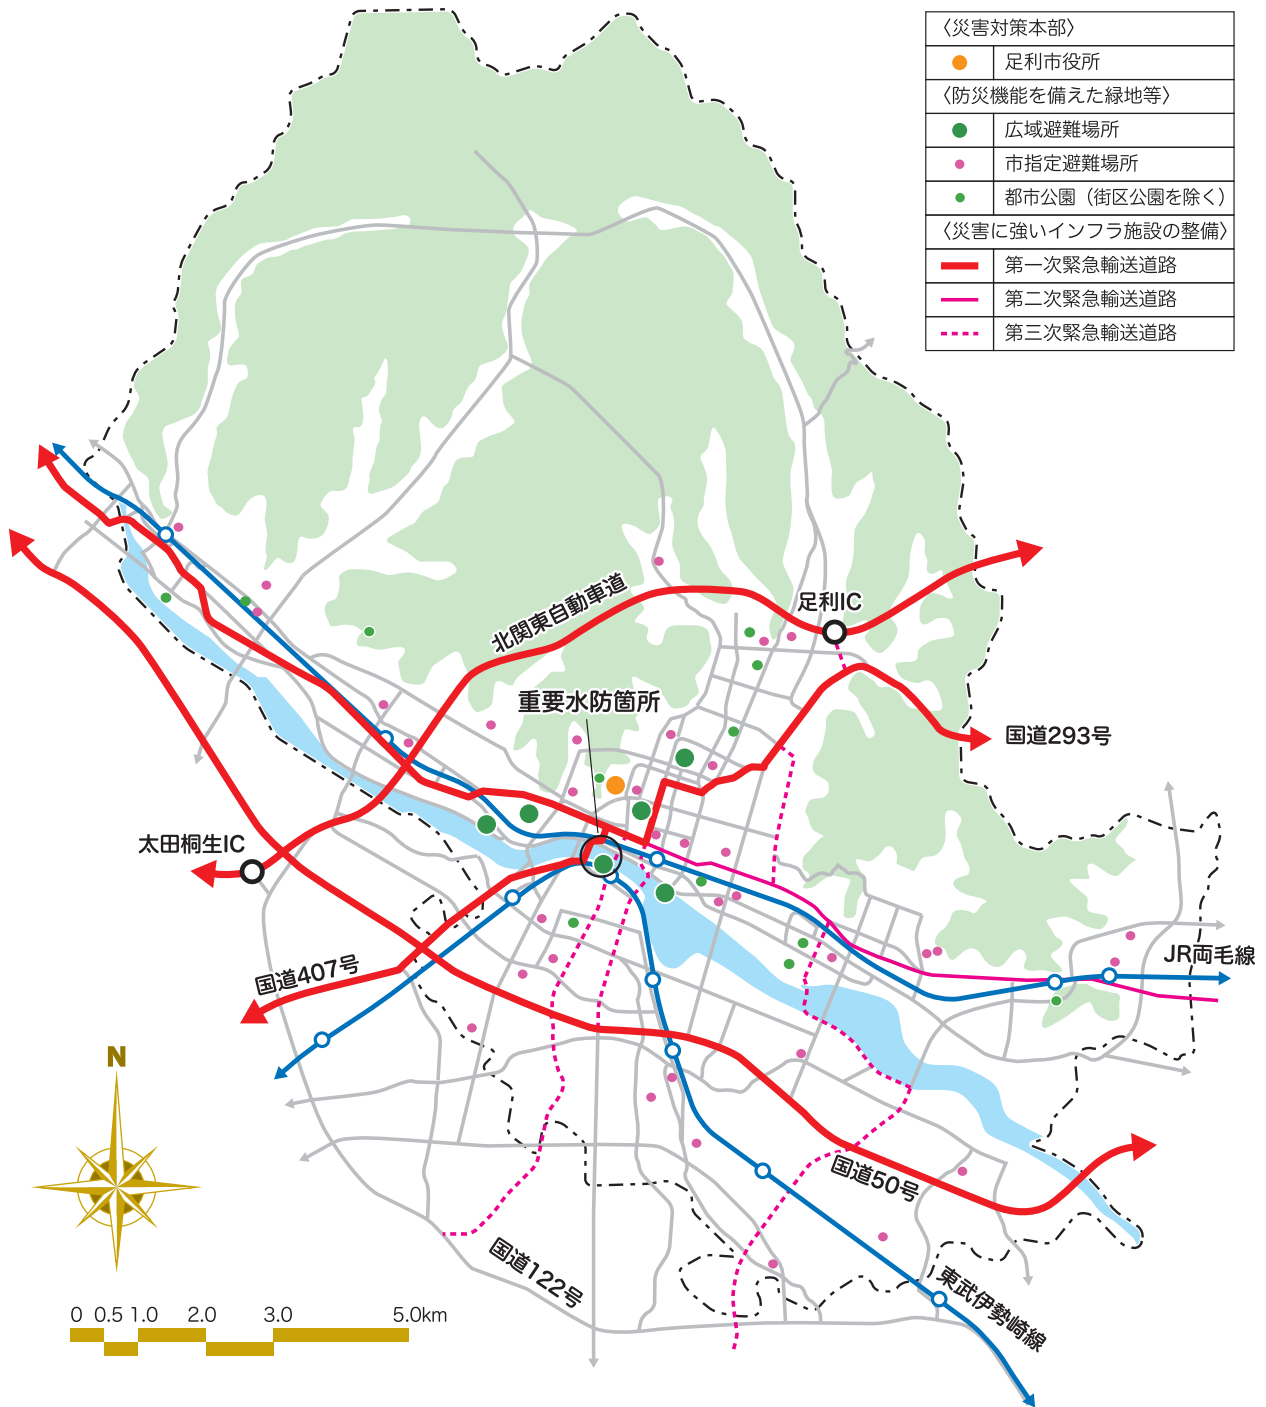 〈災害対策本部〉
足利市役所
〈防災機能を備えた緑地等〉
広域避難場所
市指定避難場所
都市公園（街区公園を除く）
〈災害に強いインフラ施設の整備〉
第一次緊急輸送道路
第二次緊急輸送道路
第三次緊急輸送道路
北関東自動車道
足利IC
重要水防箇所
国道293号
太田桐生IC
JR両毛線
国道407号
N
国道50号
国道122号
東武伊勢崎線
0 0.5 1.0 2.0 3.0 5.0km